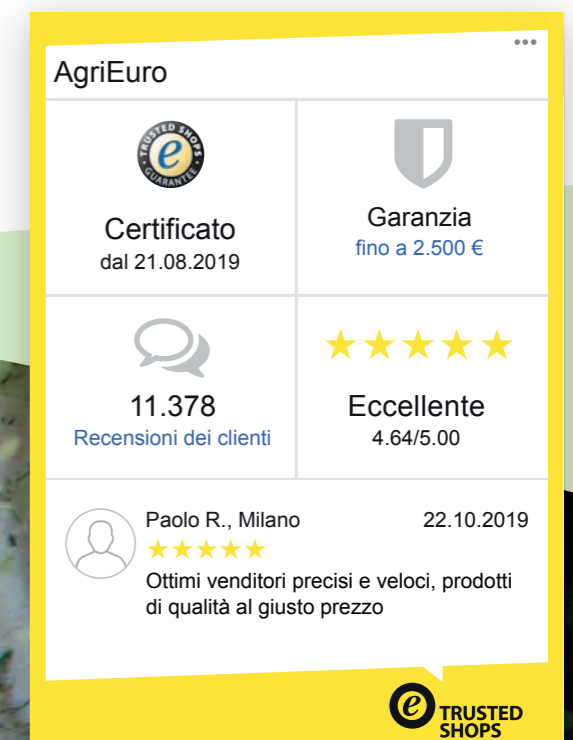 AgriEuro
TRUSTED SHOPS
e
GUARANTEE
Certificato
dal 21.08.2019
Garanzia
fino a 2.500 €
11.378
Recensioni dei clienti
Eccellente
4.64/5.00
Paolo R., Milano
22.10.2019
Ottimi venditori precisi e veloci, prodotti
di qualità al giusto prezzo
e
TRUSTED
SHOPS